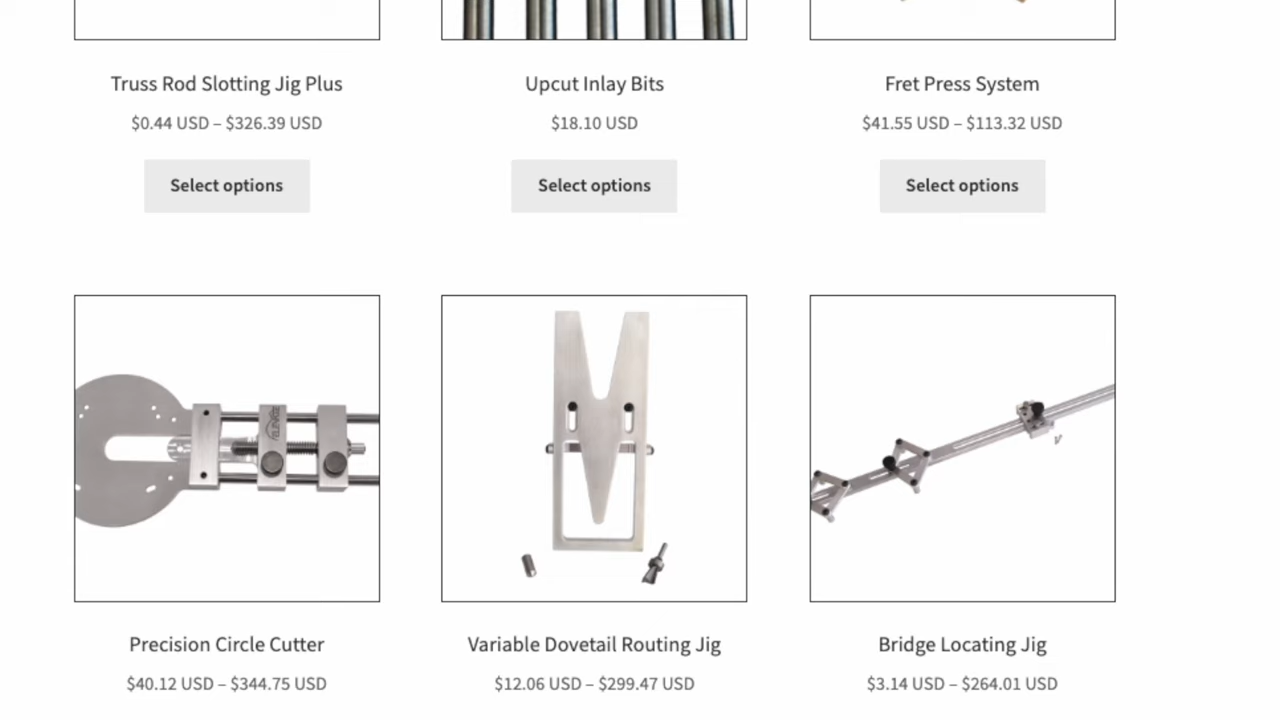 Truss Rod Slotting Jig Plus
$0.44 USD – $326.39 USD
Select options
Upcut Inlay Bits
$18.10 USD
Select options
Fret Press System
$41.55 USD – $113.32 USD
Select options
Precision Circle Cutter
$40.12 USD – $344.75 USD
Variable Dovetail Routing Jig
$12.06 USD – $299.47 USD
Bridge Locating Jig
$3.14 USD – $264.01 USD